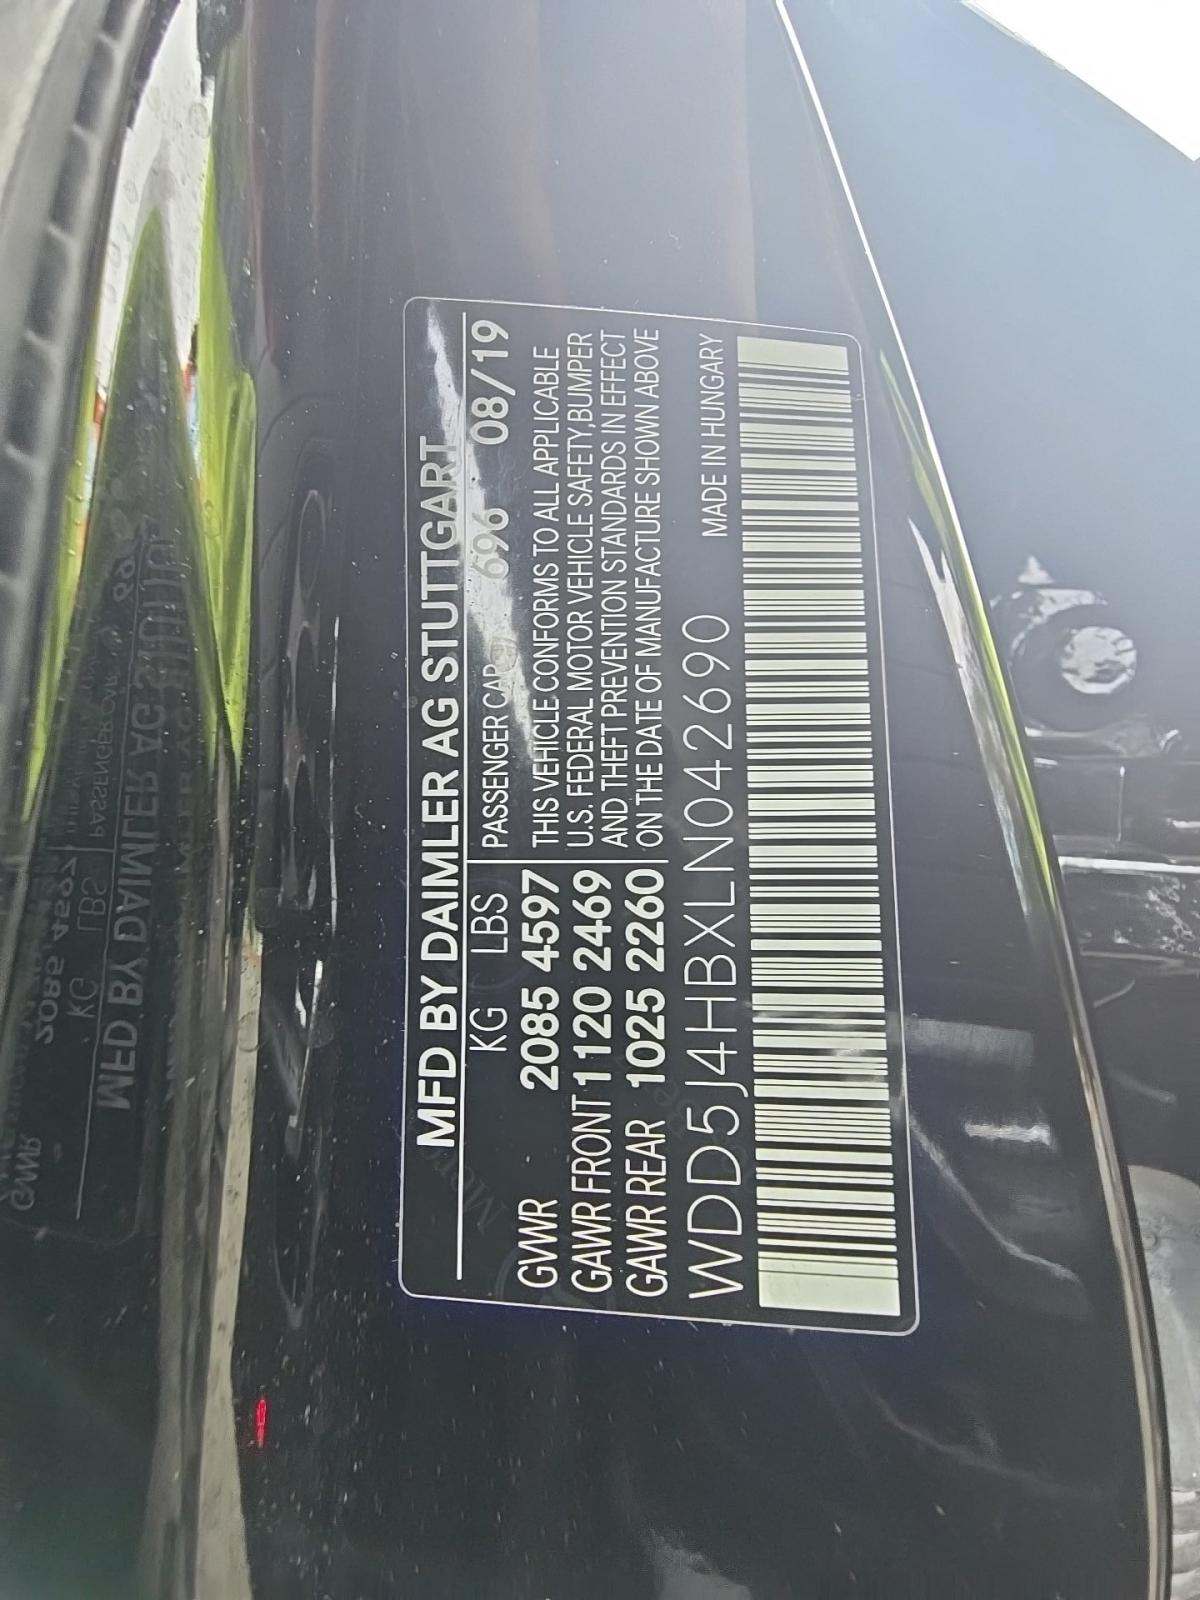 MFD BY DAIMLER AG STUTTGART
KG LBS PASSENGER CAP 696 08/19
GVWR 2085 4597 THIS VEHICLE CONFORMS TO ALL APPLICABLE
GAWR FRONT 1120 2469 U.S. FEDERAL MOTOR VEHICLE SAFETY,BUMPER
AND THEFT PREVENTION STANDARDS IN EFFECT
GAWR REAR 1025 2260 ON THE DATE OF MANUFACTURE SHOWN ABOVE
WDD5J4HBXLN042690 MADE IN HUNGARY